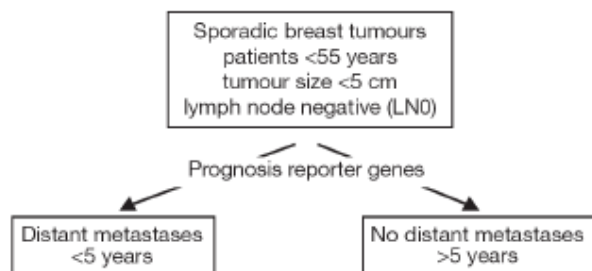 Sporadic breast tumours
patients <55 years
tumour size <5 cm
lymph node negative (LN0)
Prognosis reporter genes
Distant metastases
<5 years
No distant metastases
>5 years